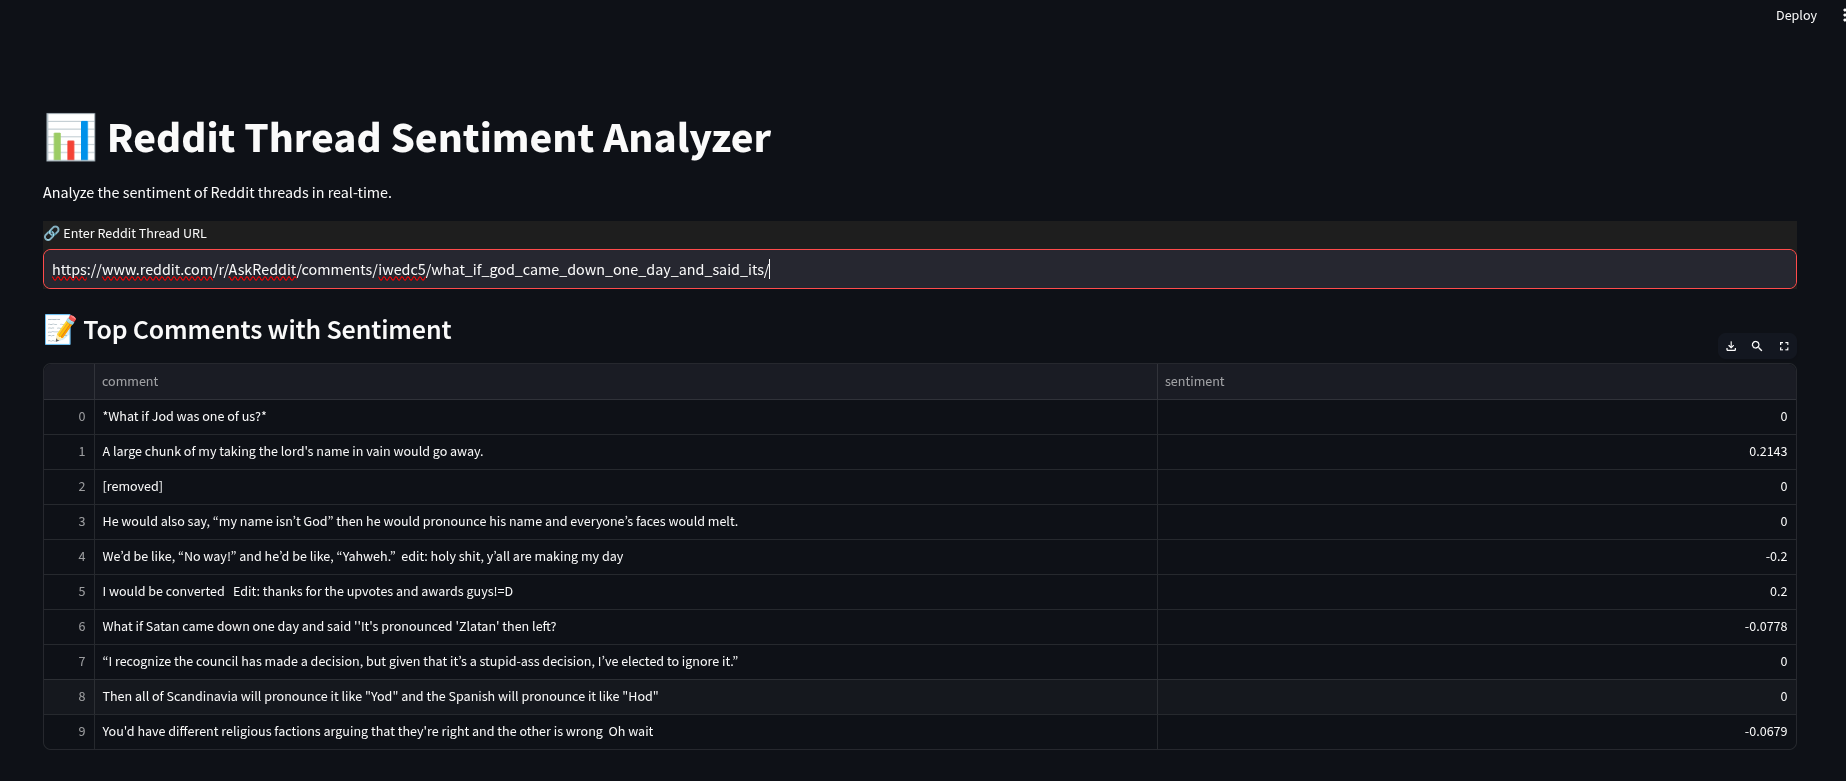 Deploy
📊 Reddit Thread Sentiment Analyzer
Analyze the sentiment of Reddit threads in real-time.
🔗 Enter Reddit Thread URL
https://www.reddit.com/r/AskReddit/comments/iwedc5/what_if_god_came_down_one_day_and_said_its/
📝 Top Comments with Sentiment
comment sentiment
0 *What if Jod was one of us?* 0
1 A large chunk of my taking the lord's name in vain would go away. 0.2143
2 [removed] 0
3 He would also say, “my name isn’t God” then he would pronounce his name and everyone’s faces would melt. 0
4 We’d be like, “No way!” and he’d be like, “Yahweh.”  edit: holy shit, y’all are making my day -0.2
5 I would be converted   Edit: thanks for the upvotes and awards guys!=D 0.2
6 What if Satan came down one day and said ''It's pronounced 'Zlatan' then left? -0.0778
7 “I recognize the council has made a decision, but given that it’s a stupid-ass decision, I’ve elected to ignore it.” 0
8 Then all of Scandinavia will pronounce it like "Yod" and the Spanish will pronounce it like "Hod" 0
9 You'd have different religious factions arguing that they're right and the other is wrong  Oh wait -0.0679